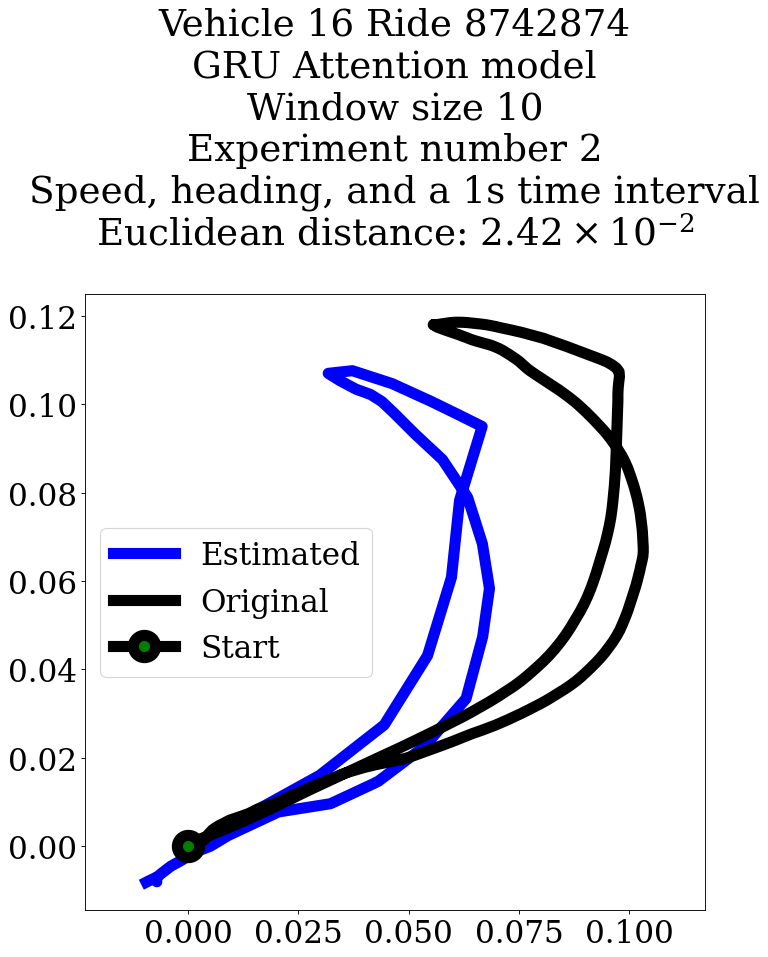 Vehicle 16 Ride 8742874
GRU Attention model
Window size 10
Experiment number 2
Speed, heading, and a 1s time interval
Euclidean distance: 2.42 × 10⁻²
0.12
0.10
0.08
0.06
0.04
0.02
0.00
Estimated
Original
Start
0.000 0.025 0.050 0.075 0.100